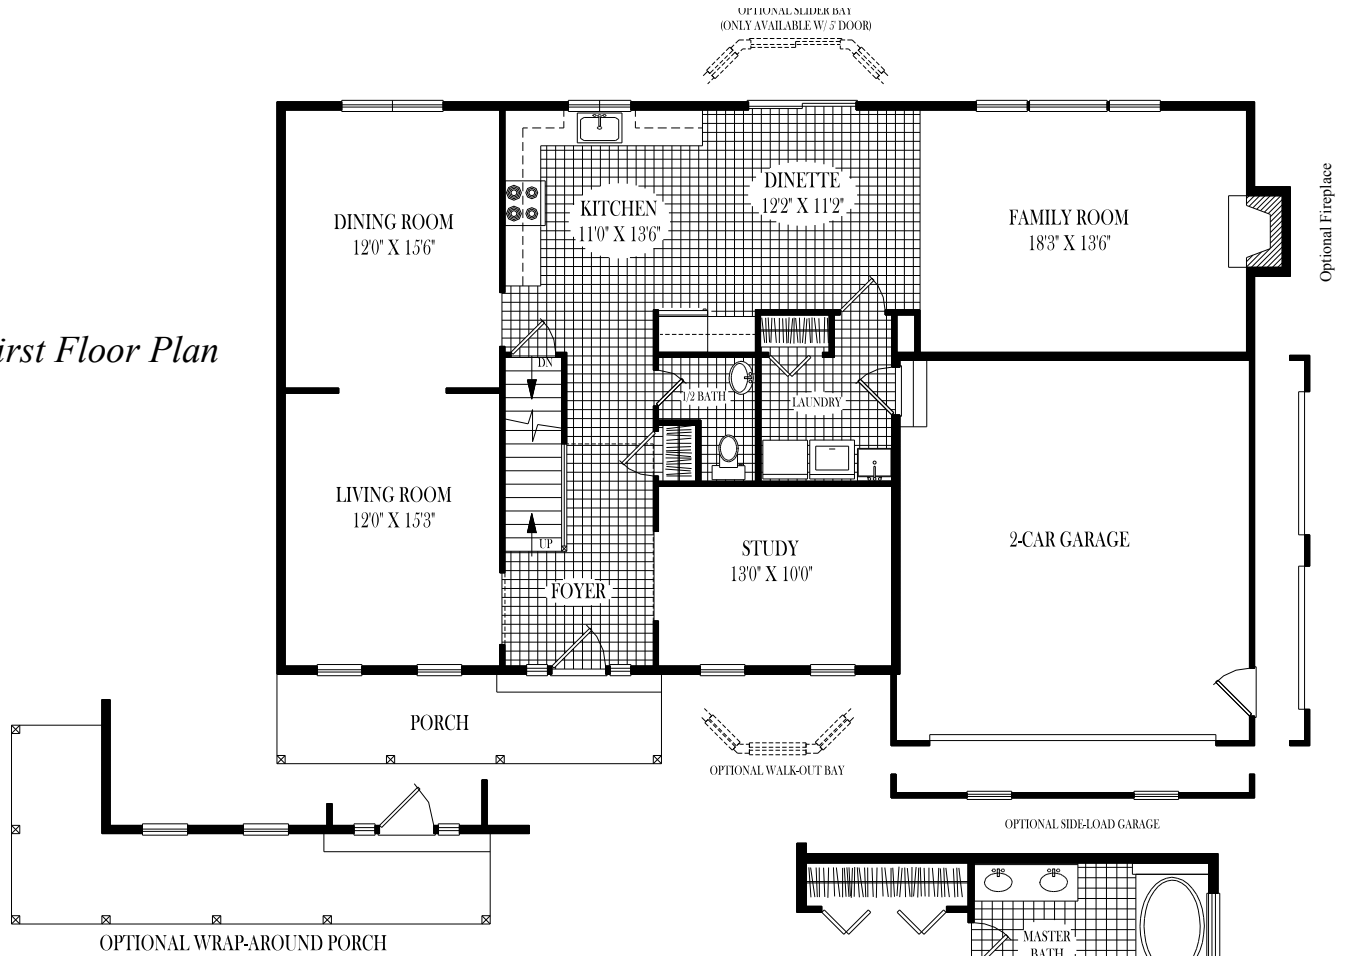 OPTIONAL SLIDER BAY
(ONLY AVAILABLE W/ 5' DOOR)
DINING ROOM
12'0" X 15'6"
KITCHEN
11'0" X 13'6"
DINETTE
12'2" X 11'2"
FAMILY ROOM
18'3" X 13'6"
Optional Fireplace
irst Floor Plan
DN
1/2 BATH
LAUNDRY
LIVING ROOM
12'0" X 15'3"
UP
STUDY
13'0" X 10'0"
2-CAR GARAGE
FOYER
PORCH
OPTIONAL WALK-OUT BAY
OPTIONAL SIDE-LOAD GARAGE
OPTIONAL WRAP-AROUND PORCH
MASTER
BATH